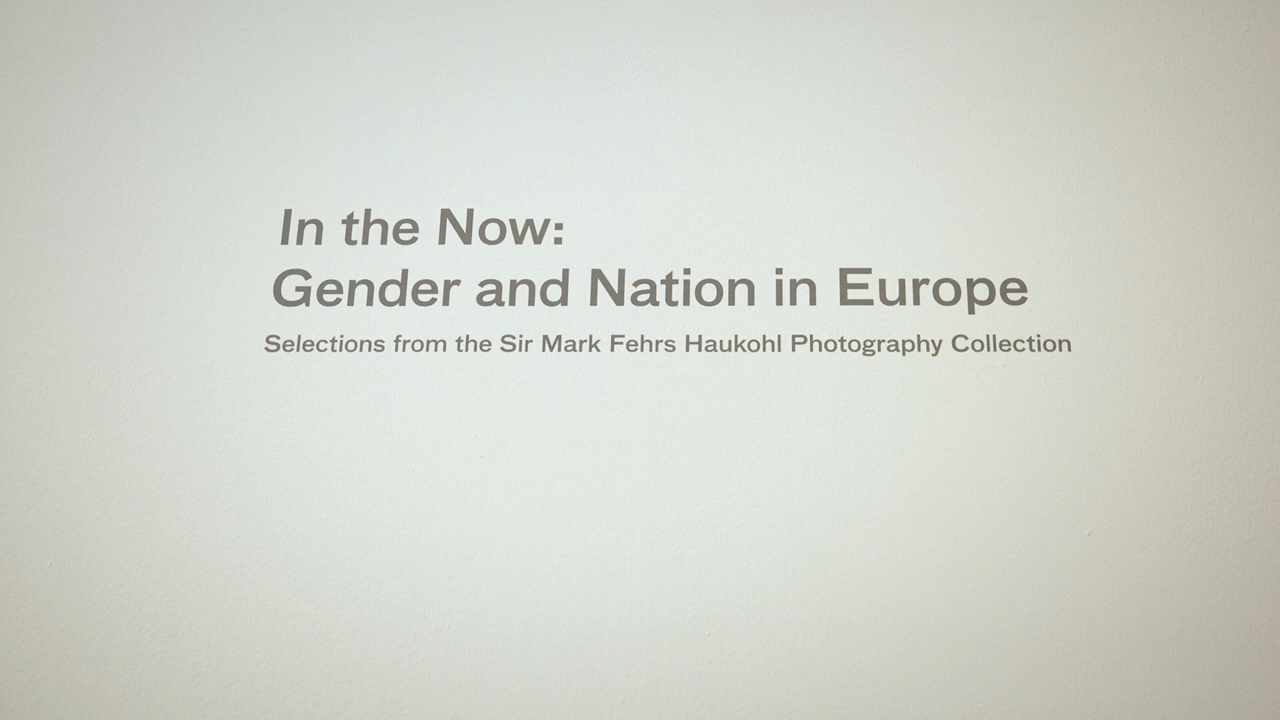 In the Now:
Gender and Nation in Europe
Selections from the Sir Mark Fehrs Haukohl Photography Collection